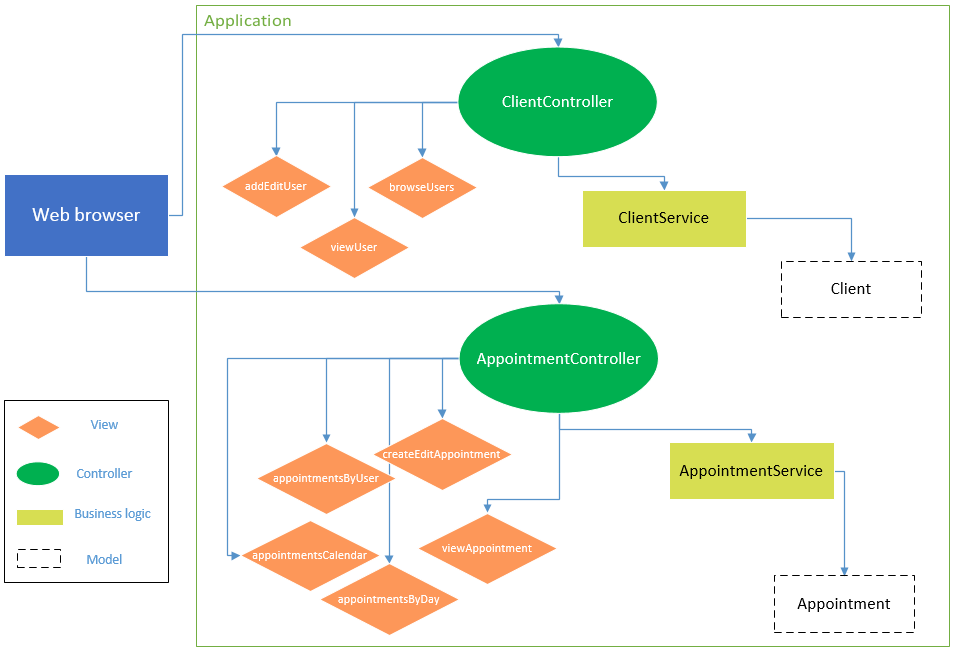 Application
ClientController
addEditUser
browseUsers
viewUser
Web browser
ClientService
Client
AppointmentController
createEditAppointment
appointmentsByUser
AppointmentService
viewAppointment
appointmentsCalendar
appointmentsByDay
Appointment
View
Controller
Business logic
Model